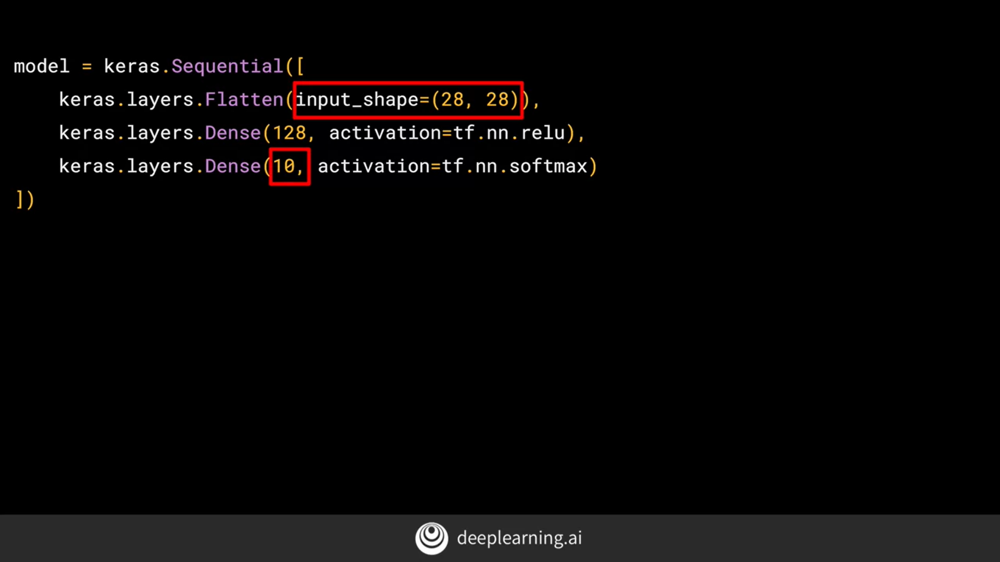 model = keras.Sequential([
    keras.layers.Flatten(input_shape=(28, 28)),
    keras.layers.Dense(128, activation=tf.nn.relu),
    keras.layers.Dense(10, activation=tf.nn.softmax)
])
deeplearning.ai